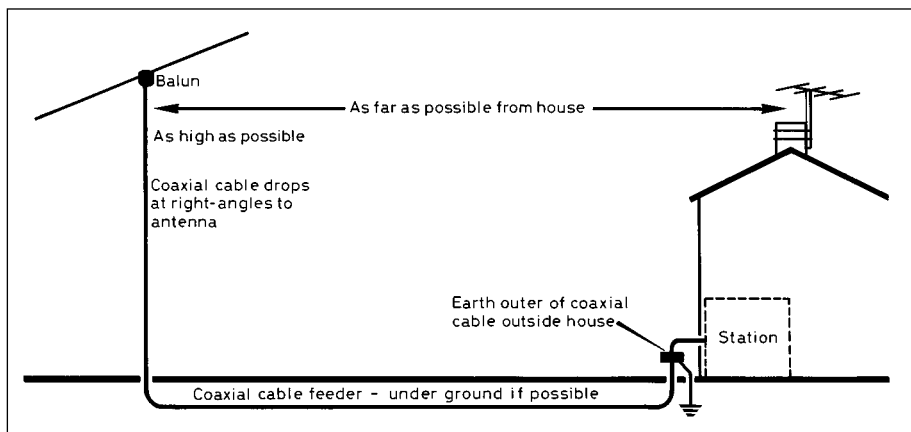 Balun
As far as possible from house
As high as possible
Coaxial cable drops
at right-angles to
antenna
Earth outer of coaxial
cable outside house
Station
Coaxial cable feeder - under ground if possible